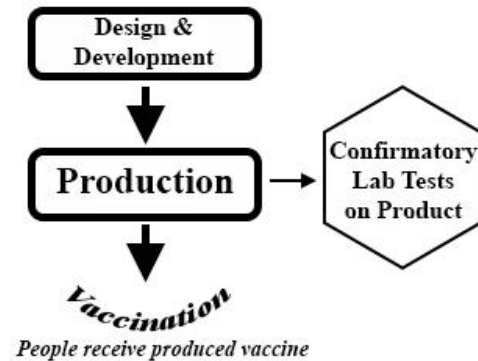 Design &
Development
Production
Confirmatory
Lab Tests
on Product
Vaccination
People receive produced vaccine